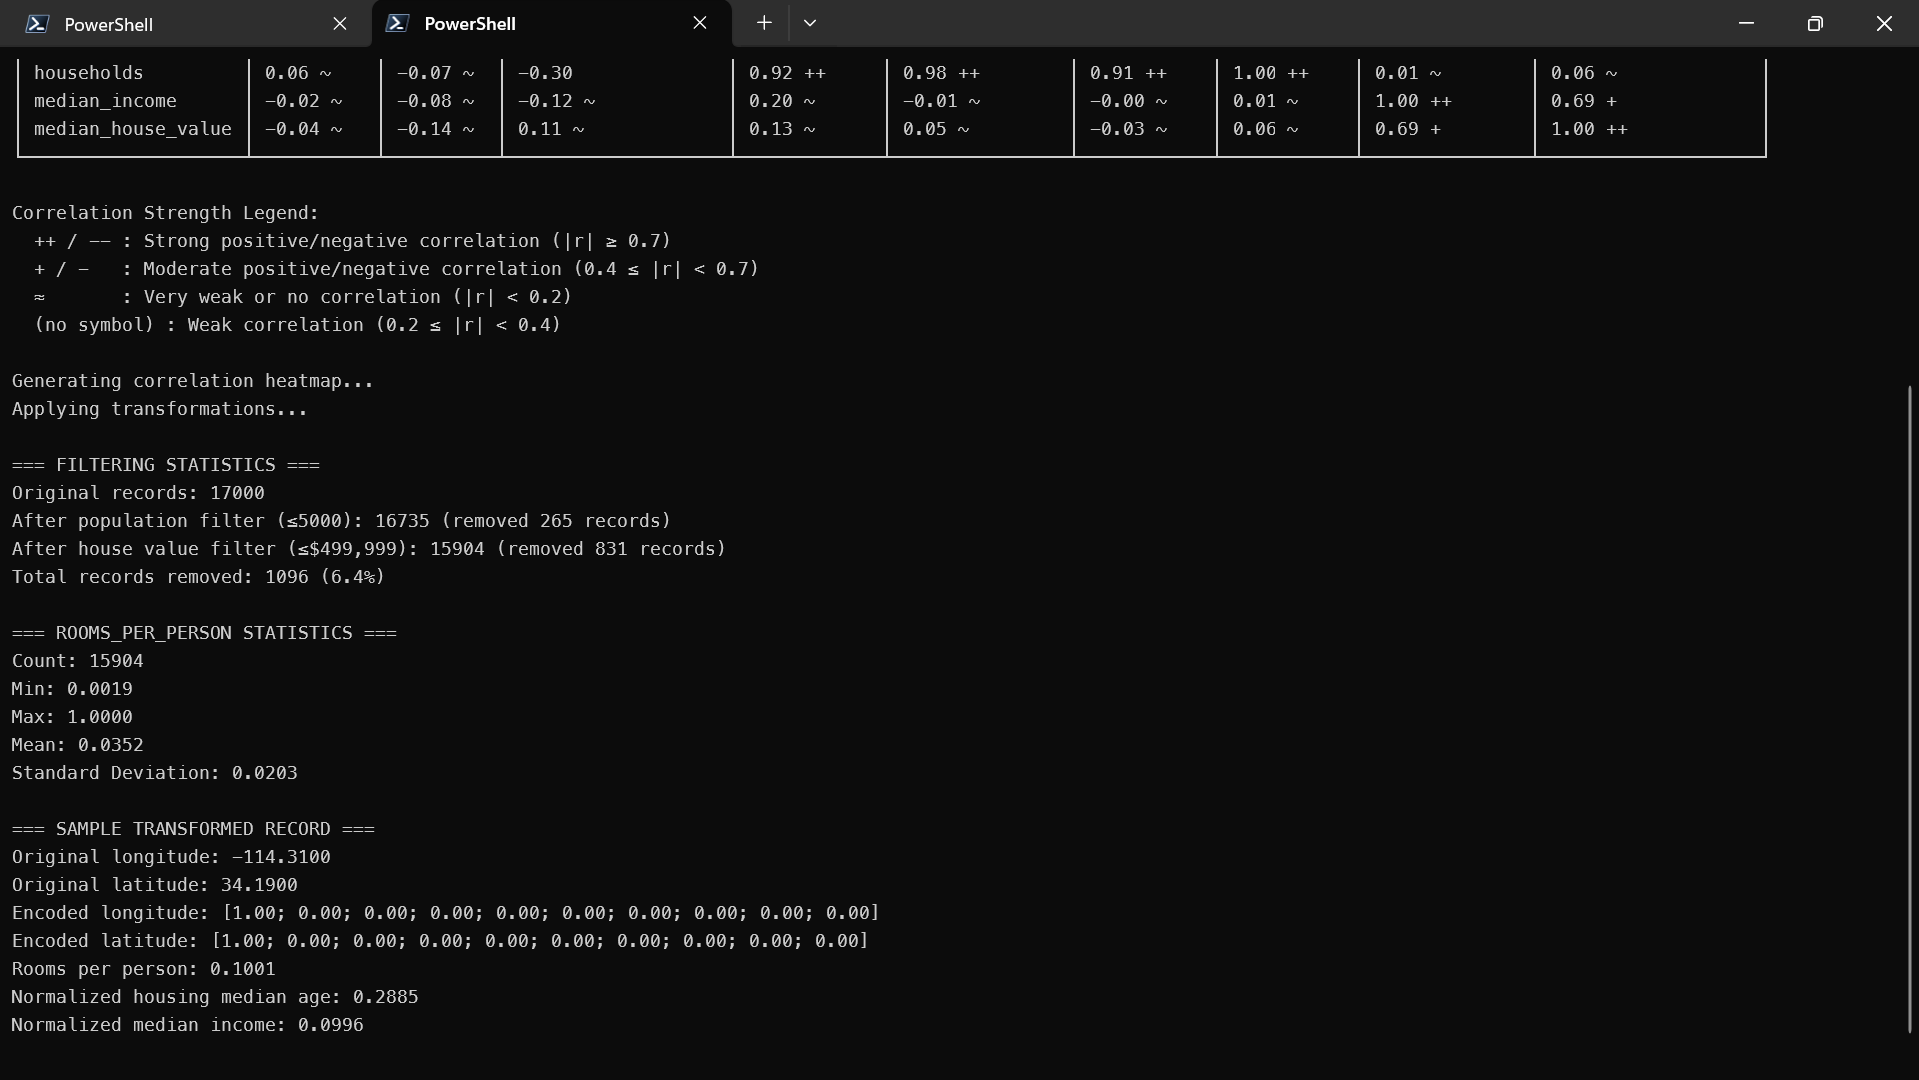 PowerShell
PowerShell
households 0.06 ~ -0.07 ~ -0.30 0.92 ++ 0.98 ++ 0.91 ++ 1.00 ++ 0.01 ~ 0.06 ~
median_income -0.02 ~ -0.08 ~ -0.12 ~ 0.20 ~ -0.01 ~ -0.00 ~ 0.01 ~ 1.00 ++ 0.69 +
median_house_value -0.04 ~ -0.14 ~ 0.11 ~ 0.13 ~ 0.05 ~ -0.03 ~ 0.06 ~ 0.69 + 1.00 ++
Correlation Strength Legend:
++ / -- : Strong positive/negative correlation (|r| ≥ 0.7)
+ / - : Moderate positive/negative correlation (0.4 ≤ |r| < 0.7)
≈ : Very weak or no correlation (|r| < 0.2)
(no symbol) : Weak correlation (0.2 ≤ |r| < 0.4)
Generating correlation heatmap...
Applying transformations...
=== FILTERING STATISTICS ===
Original records: 17000
After population filter (≤5000): 16735 (removed 265 records)
After house value filter (≤$499,999): 15904 (removed 831 records)
Total records removed: 1096 (6.4%)
=== ROOMS_PER_PERSON STATISTICS ===
Count: 15904
Min: 0.0019
Max: 1.0000
Mean: 0.0352
Standard Deviation: 0.0203
=== SAMPLE TRANSFORMED RECORD ===
Original longitude: -114.3100
Original latitude: 34.1900
Encoded longitude: [1.00; 0.00; 0.00; 0.00; 0.00; 0.00; 0.00; 0.00; 0.00; 0.00]
Encoded latitude: [1.00; 0.00; 0.00; 0.00; 0.00; 0.00; 0.00; 0.00; 0.00; 0.00]
Rooms per person: 0.1001
Normalized housing median age: 0.2885
Normalized median income: 0.0996